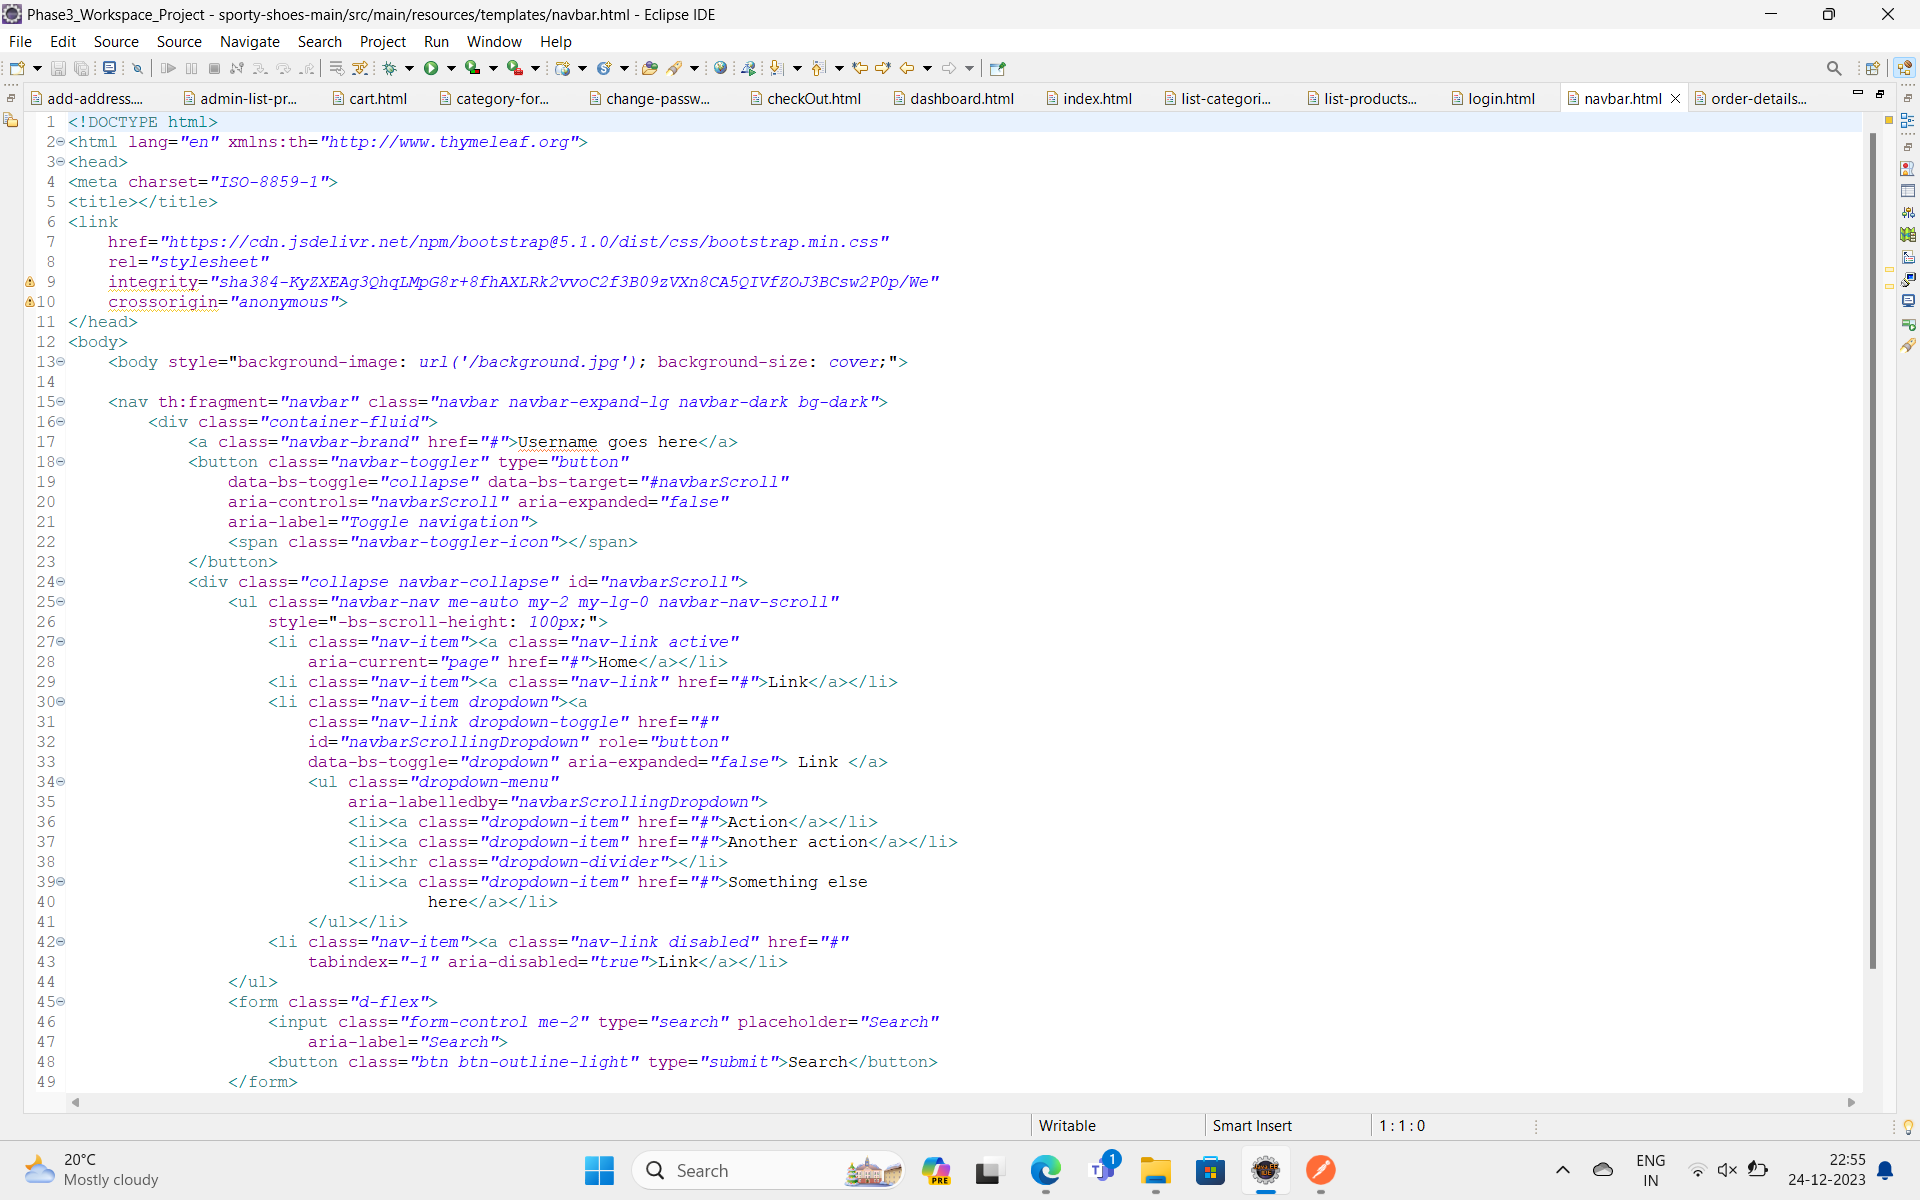 Phase3_Workspace_Project - sporty-shoes-main/src/main/resources/templates/navbar.html - Eclipse IDE
File Edit Source Source Navigate Search Project Run Window Help
add-address.... admin-list-pr... cart.html category-for... change-passw... checkOut.html dashboard.html index.html list-categori... list-products... login.html navbar.html order-details...
1 <!DOCTYPE html>
2 <html lang="en" xmlns:th="http://www.thymeleaf.org">
3 <head>
4 <meta charset="ISO-8859-1">
5 <title></title>
6 <link
7 href="https://cdn.jsdelivr.net/npm/bootstrap@5.1.0/dist/css/bootstrap.min.css"
8 rel="stylesheet"
9 integrity="sha384-KyZXEAg3QhqLMpG8r+8fhAXLRk2vvoC2f3B09zVXn8CA5QIVfZOJ3BCsw2P0p/We"
10 crossorigin="anonymous">
11 </head>
12 <body>
13 <body style="background-image: url('/background.jpg'); background-size: cover;">
14
15 <nav th:fragment="navbar" class="navbar navbar-expand-lg navbar-dark bg-dark">
16 <div class="container-fluid">
17 <a class="navbar-brand" href="#">Username goes here</a>
18 <button class="navbar-toggler" type="button"
19 data-bs-toggle="collapse" data-bs-target="#navbarScroll"
20 aria-controls="navbarScroll" aria-expanded="false"
21 aria-label="Toggle navigation">
22 <span class="navbar-toggler-icon"></span>
23 </button>
24 <div class="collapse navbar-collapse" id="navbarScroll">
25 <ul class="navbar-nav me-auto my-2 my-lg-0 navbar-nav-scroll"
26 style="-bs-scroll-height: 100px;">
27 <li class="nav-item"><a class="nav-link active"
28 aria-current="page" href="#">Home</a></li>
29 <li class="nav-item"><a class="nav-link" href="#">Link</a></li>
30 <li class="nav-item dropdown"><a
31 class="nav-link dropdown-toggle" href="#"
32 id="navbarScrollingDropdown" role="button"
33 data-bs-toggle="dropdown" aria-expanded="false"> Link </a>
34 <ul class="dropdown-menu"
35 aria-labelledby="navbarScrollingDropdown">
36 <li><a class="dropdown-item" href="#">Action</a></li>
37 <li><a class="dropdown-item" href="#">Another action</a></li>
38 <li><hr class="dropdown-divider"></li>
39 <li><a class="dropdown-item" href="#">Something else
40 here</a></li>
41 </ul></li>
42 <li class="nav-item"><a class="nav-link disabled" href="#"
43 tabindex="-1" aria-disabled="true">Link</a></li>
44 </ul>
45 <form class="d-flex">
46 <input class="form-control me-2" type="search" placeholder="Search"
47 aria-label="Search">
48 <button class="btn btn-outline-light" type="submit">Search</button>
49 </form>
Writable Smart Insert 1 : 1 : 0
20°C
Mostly cloudy
Search
PRE
1
ENG
IN
22:55
24-12-2023